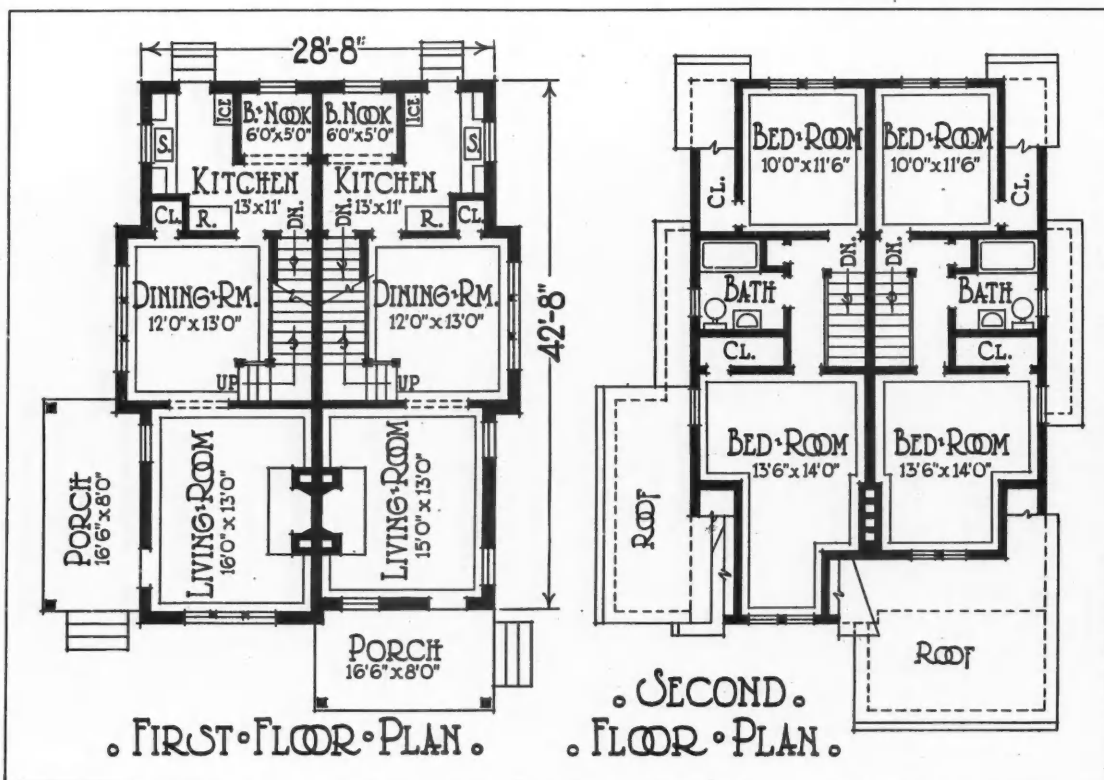 28'-8"
ICE
B.NOOK
6'0"x5'0"
B.NOOK
6'0"x5'0"
ICE
S.
S.
KITCHEN
13'x11'
KITCHEN
13'x11'
CL.
R.
DN.
DN.
R.
CL.
DINING-RM.
12'0"x13'0"
DINING-RM.
12'0"x13'0"
42'-8"
UP
UP
PORCH
16'6"x8'0"
LIVING-ROOM
16'0"x13'0"
LIVING-ROOM
15'0"x13'0"
PORCH
16'6"x8'0"
FIRST FLOOR PLAN
BED-ROOM
10'0"x11'6"
BED-ROOM
10'0"x11'6"
CL.
CL.
DN.
DN.
BATH
BATH
CL.
CL.
BED-ROOM
13'6"x14'0"
BED-ROOM
13'6"x14'0"
ROOF
ROOF
SECOND
FLOOR PLAN